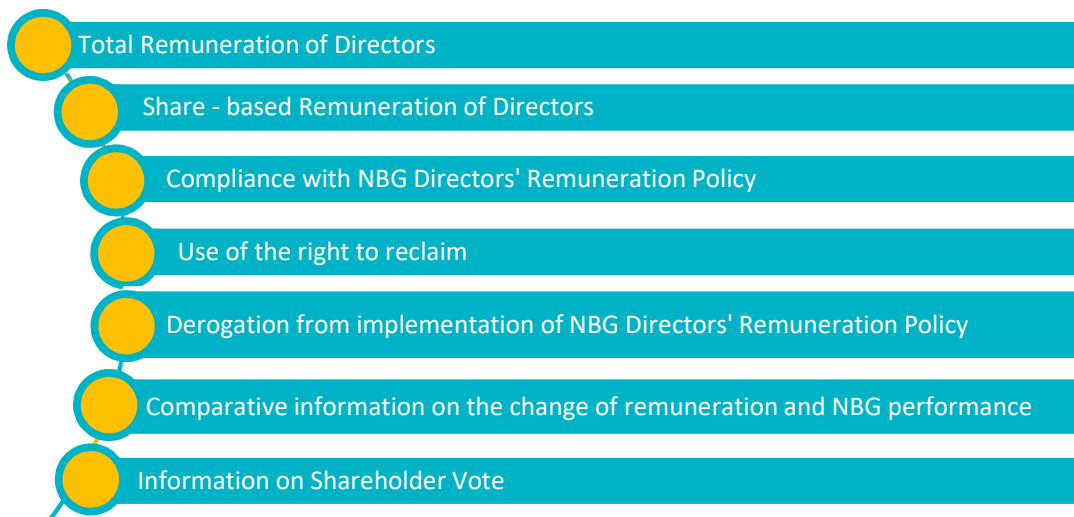 Total Remuneration of Directors
Share - based Remuneration of Directors
Compliance with NBG Directors' Remuneration Policy
Use of the right to reclaim
Derogation from implementation of NBG Directors' Remuneration Policy
Comparative information on the change of remuneration and NBG performance
Information on Shareholder Vote